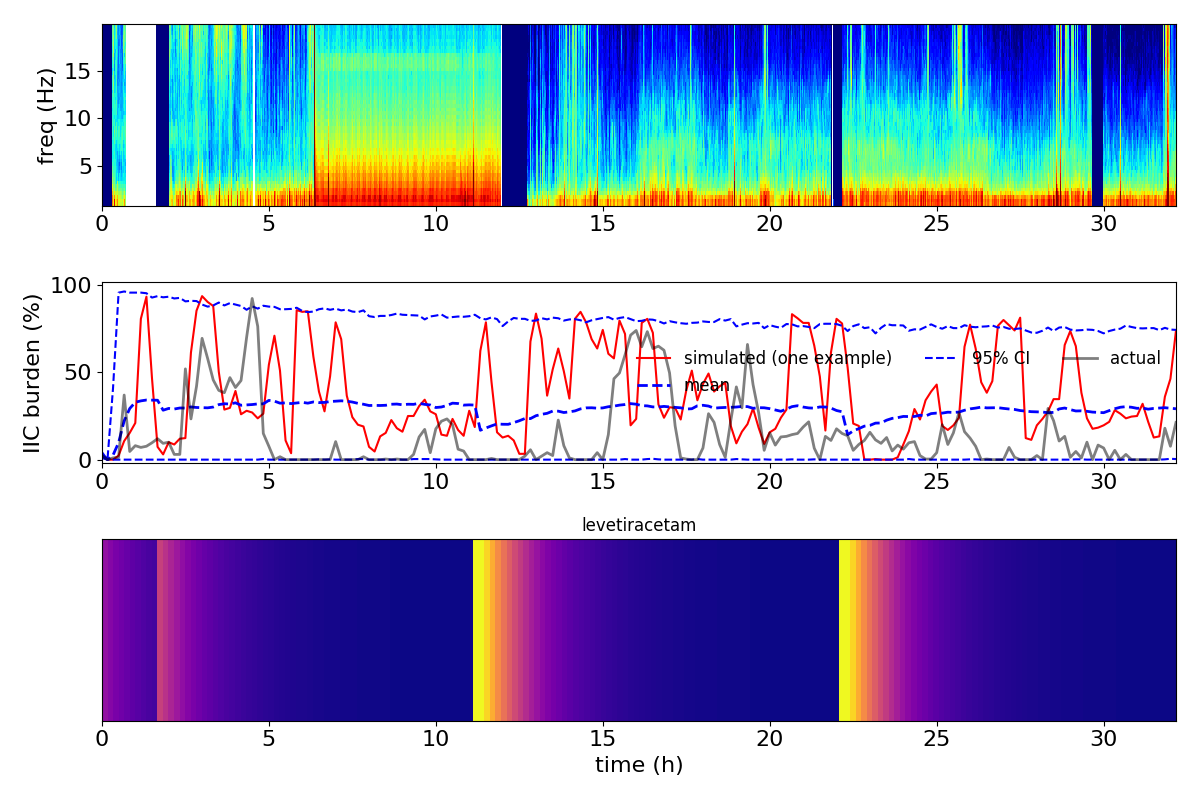 freq (Hz)
15
10
5
0 5 10 15 20 25 30
IIC burden (%)
100
50
0
simulated (one example) 95% CI actual
mean
0 5 10 15 20 25 30
levetiracetam
0 5 10 15 20 25 30
time (h)